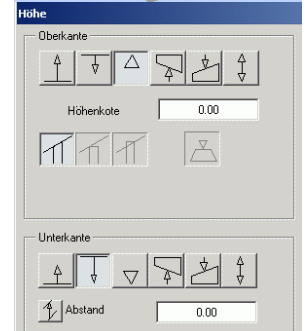 Höhe
Oberkante
Höhenkote 0.00
Unterkante
Abstand 0.00